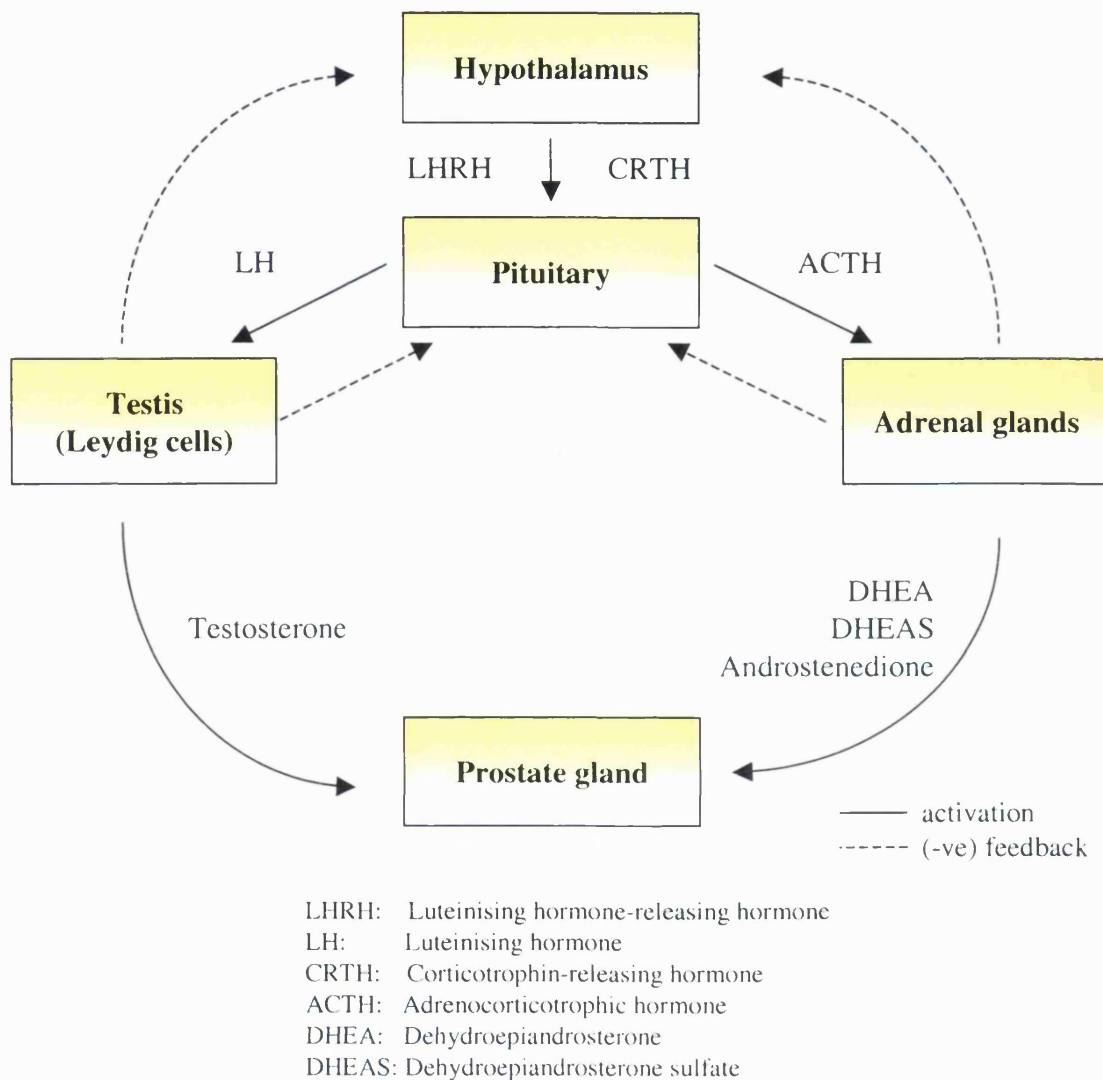 Hypothalamus
LHRH
CRTH
LH
Pituitary
ACTH
Testis
(Leydig cells)
Adrenal glands
Testosterone
DHEA
DHEAS
Androstenedione
Prostate gland
activation
(-ve) feedback
LHRH: Luteinising hormone-releasing hormone
LH: Luteinising hormone
CRTH: Corticotrophin-releasing hormone
ACTH: Adrenocorticotrophic hormone
DHEA: Dehydroepiandrosterone
DHEAS: Dehydroepiandrosterone sulfate